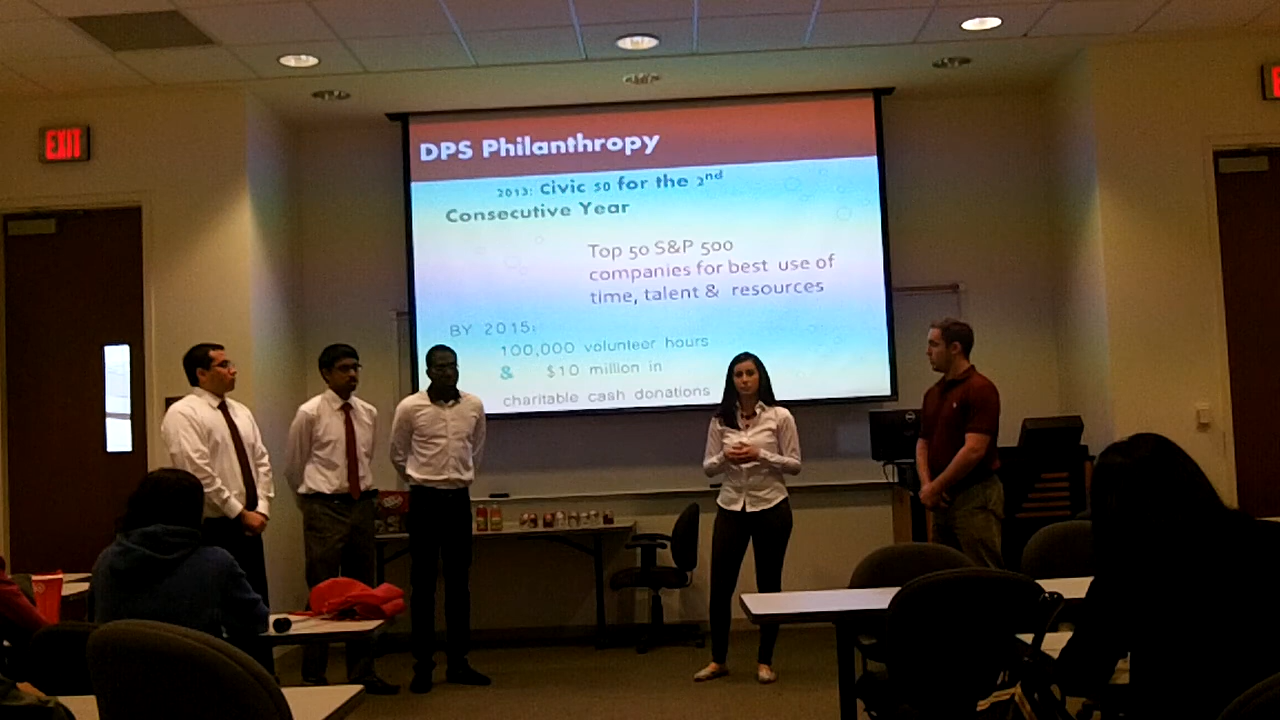 EXIT
DPS Philanthropy
2013: Civic 50 for the 2nd
Consecutive Year
Top 50 S&P 500
companies for best use of
time, talent & resources
BY 2015:
100,000 volunteer hours
& $10 million in
charitable cash donations